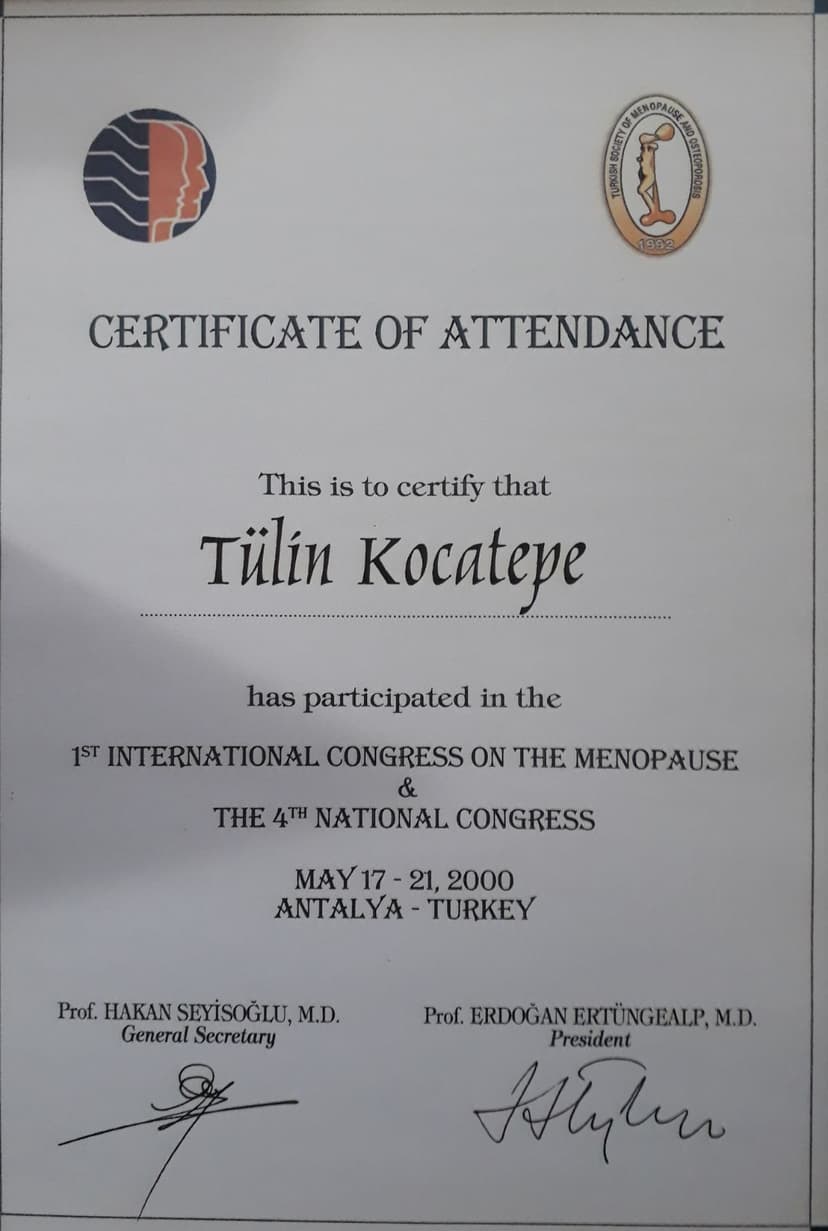 TURKISH SOCIETY OF MENOPAUSE AND OSTEOPOROSIS
1992
CERTIFICATE OF ATTENDANCE
This is to certify that
Tülin Kocatepe
has participated in the
1ST INTERNATIONAL CONGRESS ON THE MENOPAUSE
&
THE 4TH NATIONAL CONGRESS
MAY 17 - 21, 2000
ANTALYA - TURKEY
Prof. HAKAN SEYİSOĞLU, M.D.
General Secretary
Prof. ERDOĞAN ERTÜNGEALP, M.D.
President